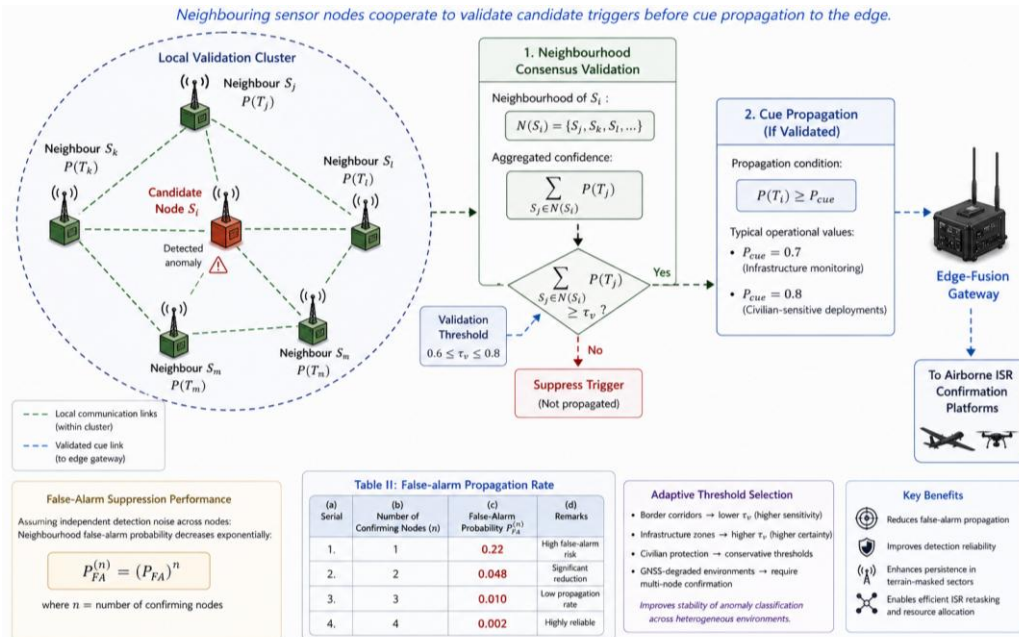 Neighbouring sensor nodes cooperate to validate candidate triggers before cue propagation to the edge.
Local Validation Cluster
Neighbour S_j
P(T_j)
Neighbour S_k
P(T_k)
Neighbour S_l
P(T_l)
Candidate
Node S_i
Detected
anomaly
Neighbour S_m
P(T_m)
Neighbour S_m
P(T_n)
Local communication links
(within cluster)
Validated cue link
(to edge gateway)
1. Neighbourhood
Consensus Validation
Neighbourhood of S_i :
N(S_i) = {S_j, S_k, S_l, ...}
Aggregated confidence:
∑ P(T_j)
S_j∈N(S_i)
∑ P(T_j)
S_j∈N(S_i)
≥ τ_v ?
Yes
No
Validation
Threshold
0.6 ≤ τ_v ≤ 0.8
Suppress Trigger
(Not propagated)
2. Cue Propagation
(If Validated)
Propagation condition:
P(T_i) ≥ P_cue
Typical operational values:
• P_cue = 0.7
(Infrastructure monitoring)
• P_cue = 0.8
(Civilian-sensitive deployments)
Edge-Fusion
Gateway
To Airborne ISR
Confirmation
Platforms
False-Alarm Suppression Performance
Assuming independent detection noise across nodes:
Neighbourhood false-alarm probability decreases exponentially:
P_FA^(n) = (P_FA)^n
where n = number of confirming nodes
Table II: False-alarm Propagation Rate
(a) Serial
(b) Number of Confirming Nodes (n)
(c) False-Alarm Probability P_FA^(n)
(d) Remarks
1. 1 0.22 High false-alarm risk
2. 2 0.048 Significant reduction
3. 3 0.010 Low propagation rate
4. 4 0.002 Highly reliable
Adaptive Threshold Selection
• Border corridors → lower τ_v (higher sensitivity)
• Infrastructure zones → higher τ_v (higher certainty)
• Civilian protection → conservative thresholds
• GNSS-degraded environments → require
multi-node confirmation
Improves stability of anomaly classification
across heterogeneous environments.
Key Benefits
Reduces false-alarm propagation
Improves detection reliability
Enhances persistence in
terrain-masked sectors
Enables efficient ISR retasking
and resource allocation